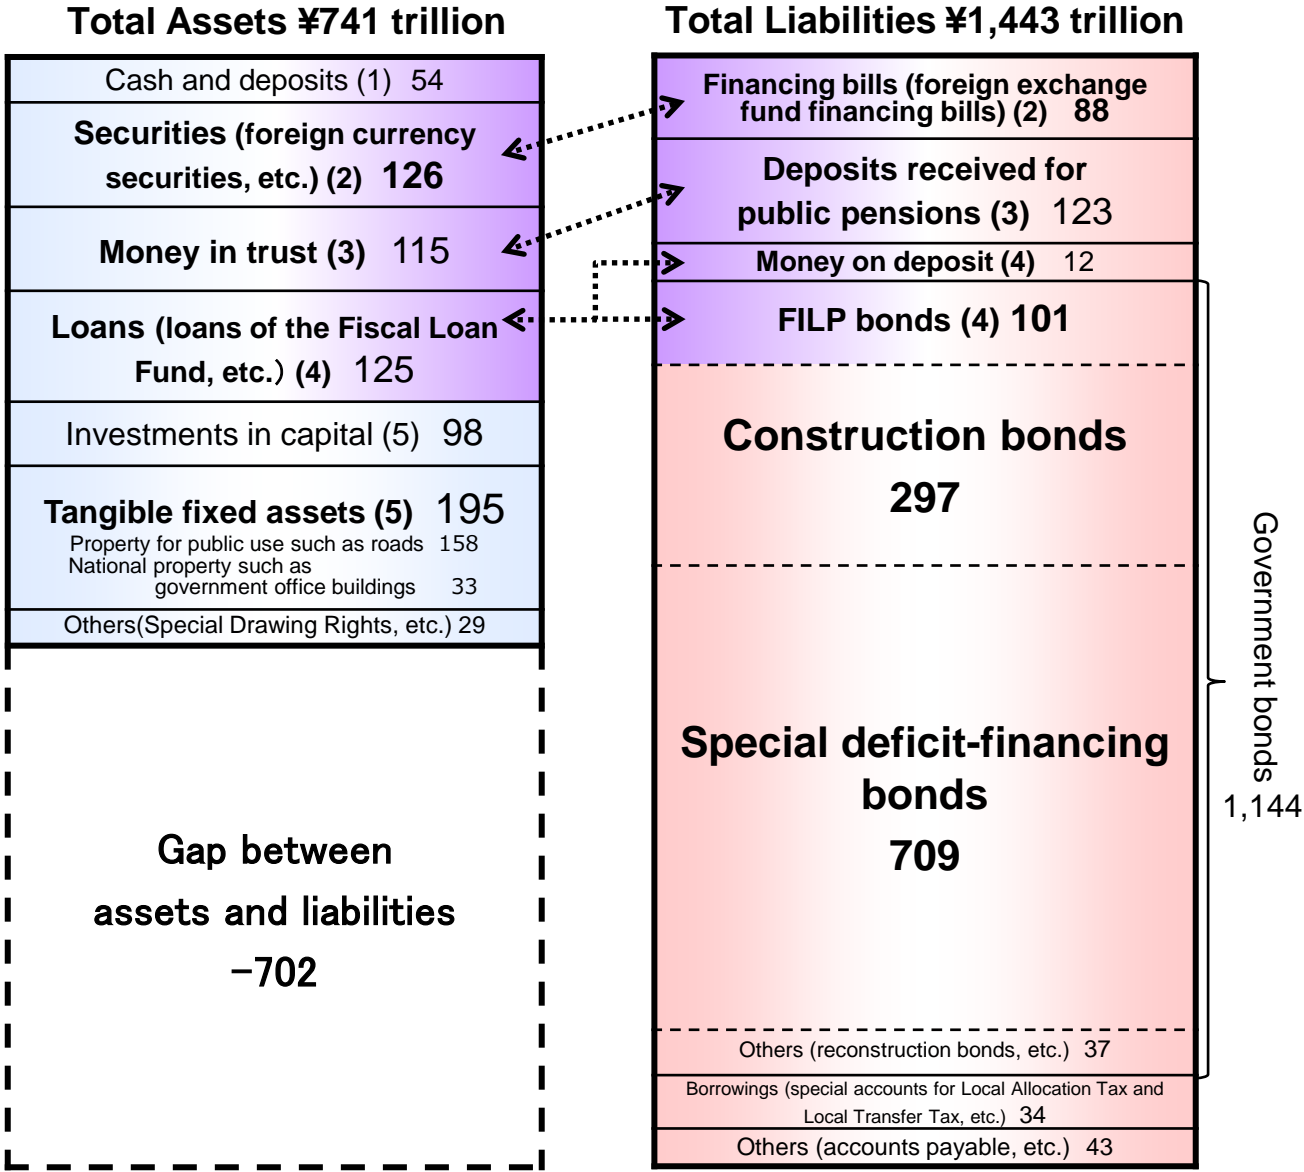 Total Assets ¥741 trillion
Cash and deposits (1) 54
Securities (foreign currency
securities, etc.) (2) 126
Money in trust (3) 115
Loans (loans of the Fiscal Loan
Fund, etc.) (4) 125
Investments in capital (5) 98
Tangible fixed assets (5) 195
Property for public use such as roads 158
National property such as
government office buildings 33
Others(Special Drawing Rights, etc.) 29
Gap between
assets and liabilities
−702
Total Liabilities ¥1,443 trillion
Financing bills (foreign exchange
fund financing bills) (2) 88
Deposits received for
public pensions (3) 123
Money on deposit (4) 12
FILP bonds (4) 101
Construction bonds
297
Special deficit-financing
bonds
709
Others (reconstruction bonds, etc.) 37
Borrowings (special accounts for Local Allocation Tax and
Local Transfer Tax, etc.) 34
Others (accounts payable, etc.) 43
Government bonds
1,144